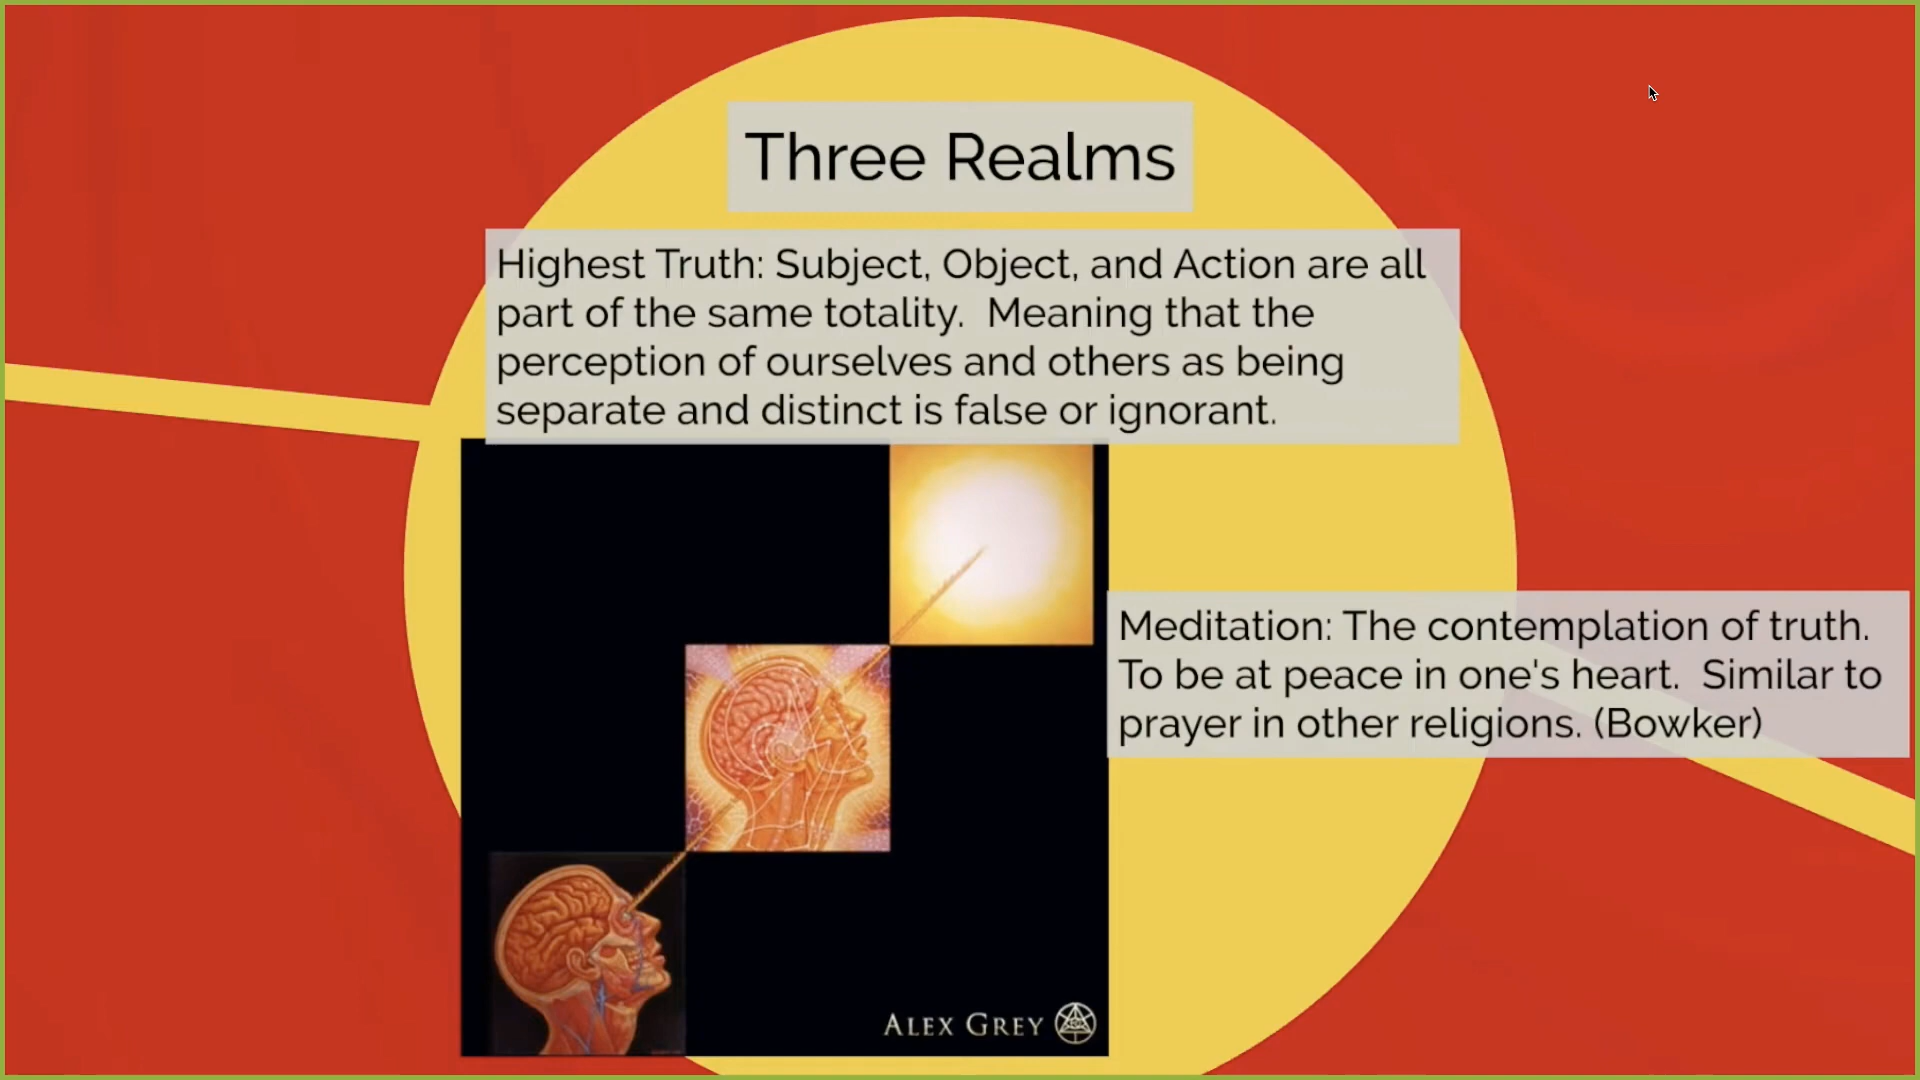 Three Realms
Highest Truth: Subject, Object, and Action are all
part of the same totality.  Meaning that the
perception of ourselves and others as being
separate and distinct is false or ignorant.
Meditation: The contemplation of truth.
To be at peace in one's heart.  Similar to
prayer in other religions. (Bowker)
ALEX GREY